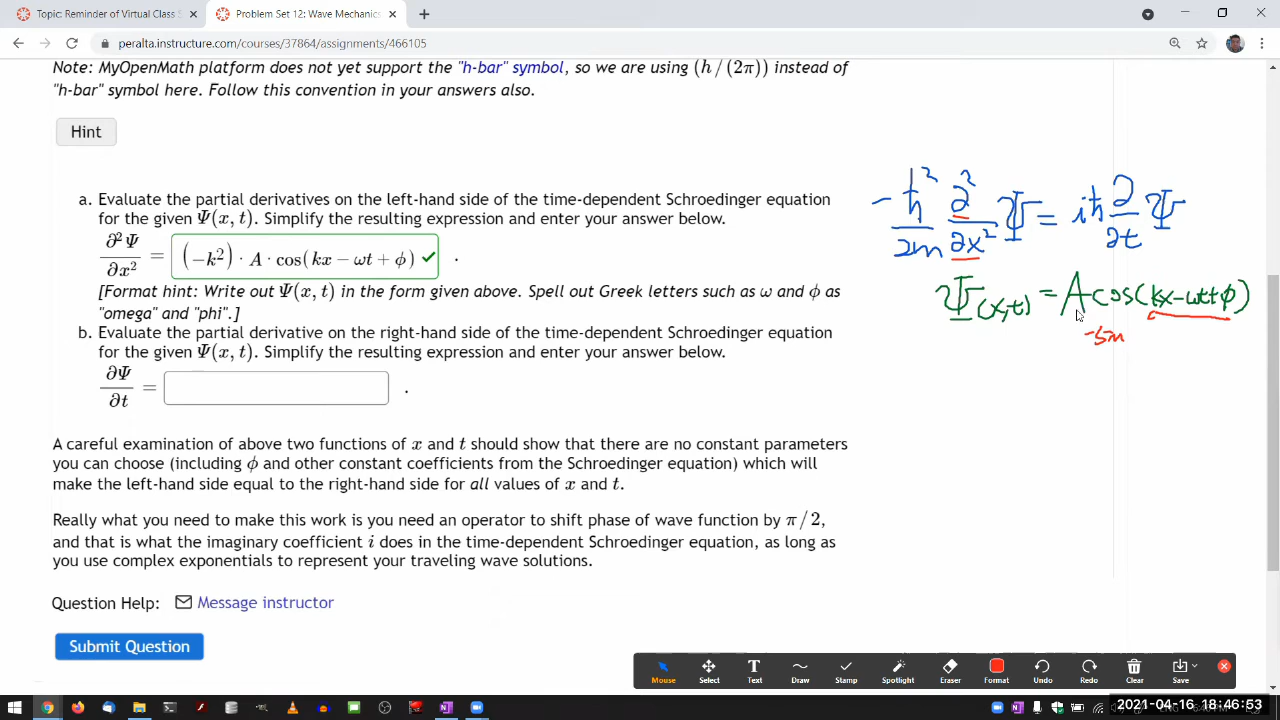 Topic Reminder of Virtual Class S
Problem Set 12: Wave Mechanics
peralta.instructure.com/courses/37864/assignments/466105
Note: MyOpenMath platform does not yet support the "h-bar" symbol, so we are using (h/(2π)) instead of
"h-bar" symbol here. Follow this convention in your answers also.
Hint
a. Evaluate the partial derivatives on the left-hand side of the time-dependent Schroedinger equation
for the given Ψ(x, t). Simplify the resulting expression and enter your answer below.
∂²Ψ/∂x² = (−k²) · A · cos(kx − ωt + ϕ) ✓ .
[Format hint: Write out Ψ(x, t) in the form given above. Spell out Greek letters such as ω and ϕ as
"omega" and "phi".]
b. Evaluate the partial derivative on the right-hand side of the time-dependent Schroedinger equation
for the given Ψ(x, t). Simplify the resulting expression and enter your answer below.
∂Ψ/∂t = .
A careful examination of above two functions of x and t should show that there are no constant parameters
you can choose (including ϕ and other constant coefficients from the Schroedinger equation) which will
make the left-hand side equal to the right-hand side for all values of x and t.
Really what you need to make this work is you need an operator to shift phase of wave function by π/2,
and that is what the imaginary coefficient i does in the time-dependent Schroedinger equation, as long as
you use complex exponentials to represent your traveling wave solutions.
Question Help: Message instructor
Submit Question
−ħ²/2m ∂²/∂x² Ψ = iħ ∂/∂t Ψ
Ψ(x,t) = A cos(kx−ωt+ϕ)
−sin
Mouse Select Text Draw Stamp Spotlight Eraser Format Undo Redo Clear Save
2021-04-16 18:46:53